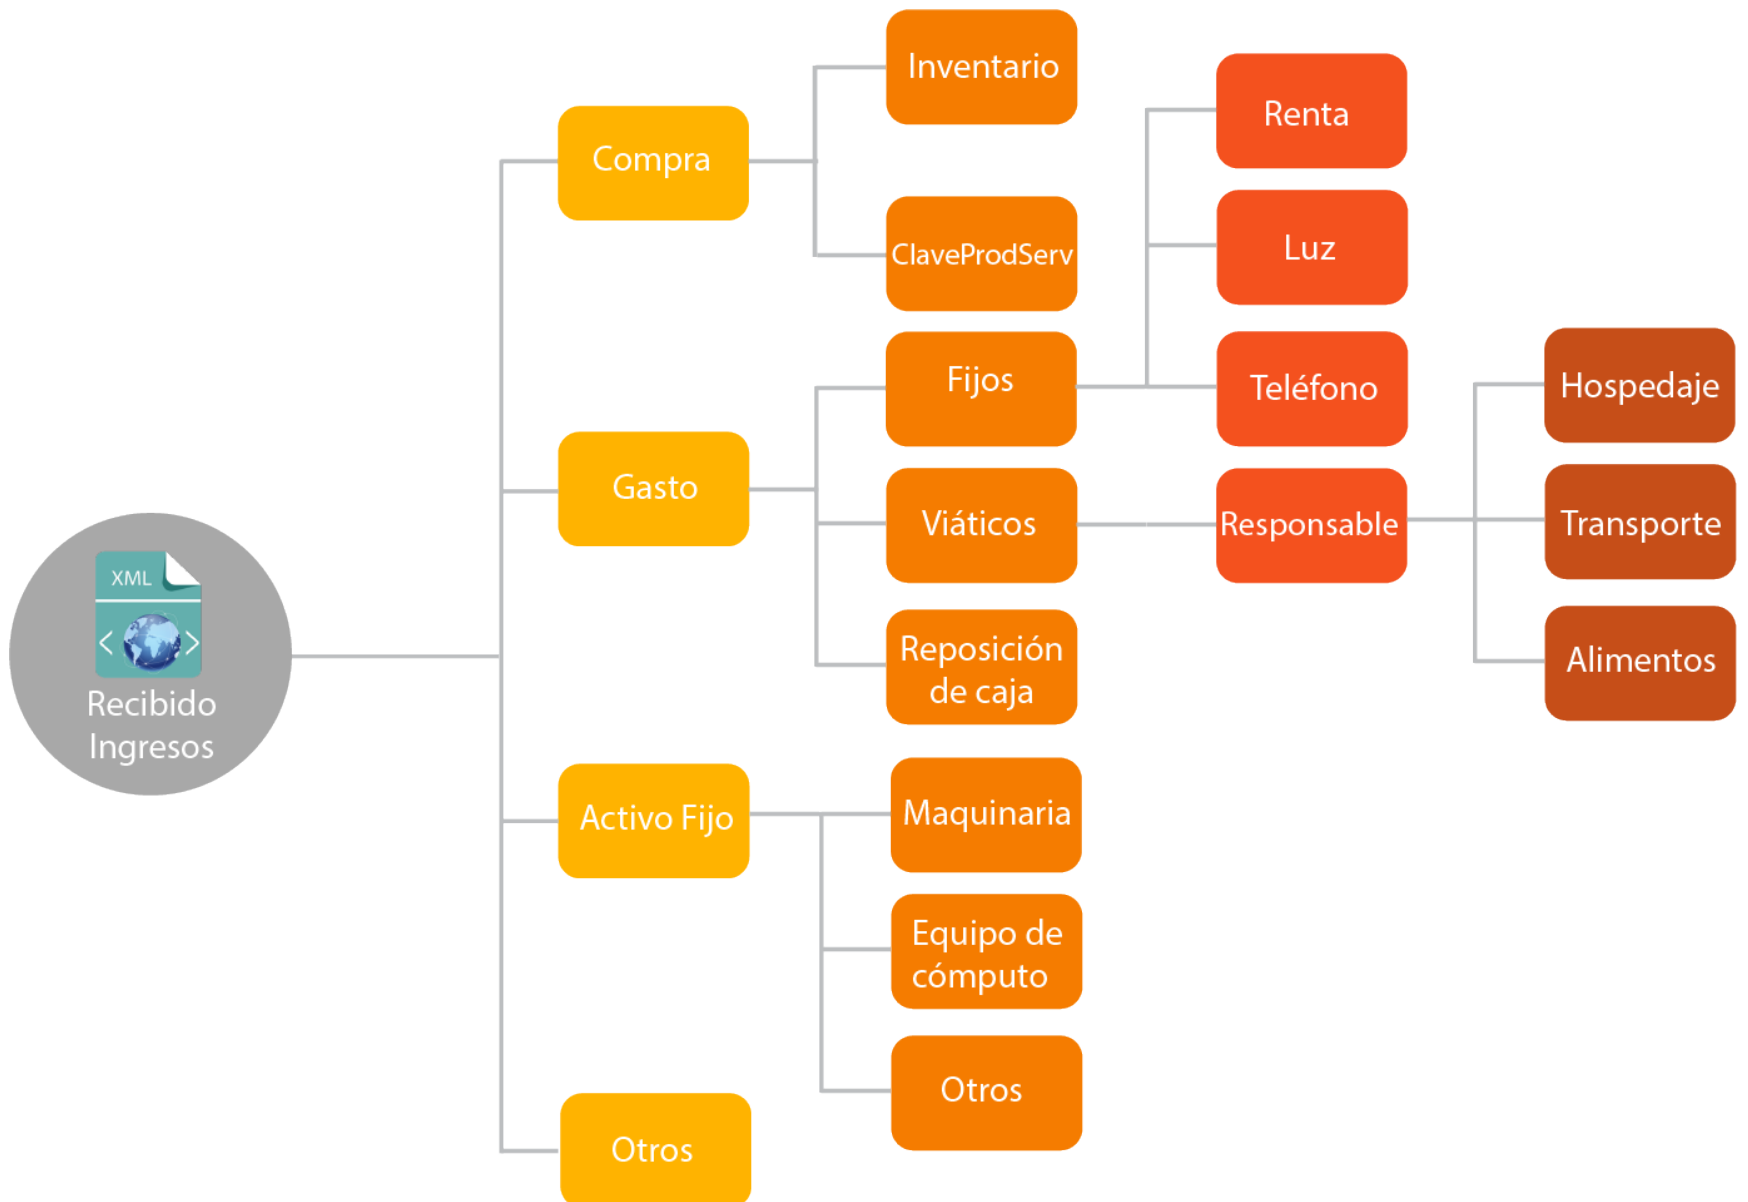 XML
< >
Recibido
Ingresos
Compra
Inventario
ClaveProdServ
Gasto
Fijos
Renta
Luz
Teléfono
Viáticos
Responsable
Hospedaje
Transporte
Alimentos
Reposición
de caja
Activo Fijo
Maquinaria
Equipo de
cómputo
Otros
Otros